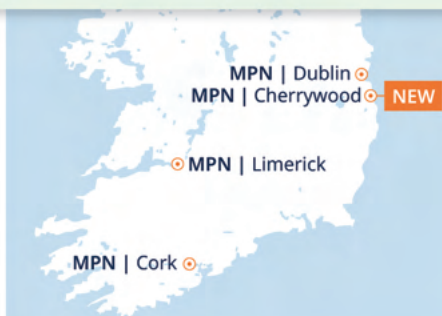 MPN | Dublin
MPN | Cherrywood NEW
MPN | Limerick
MPN | Cork